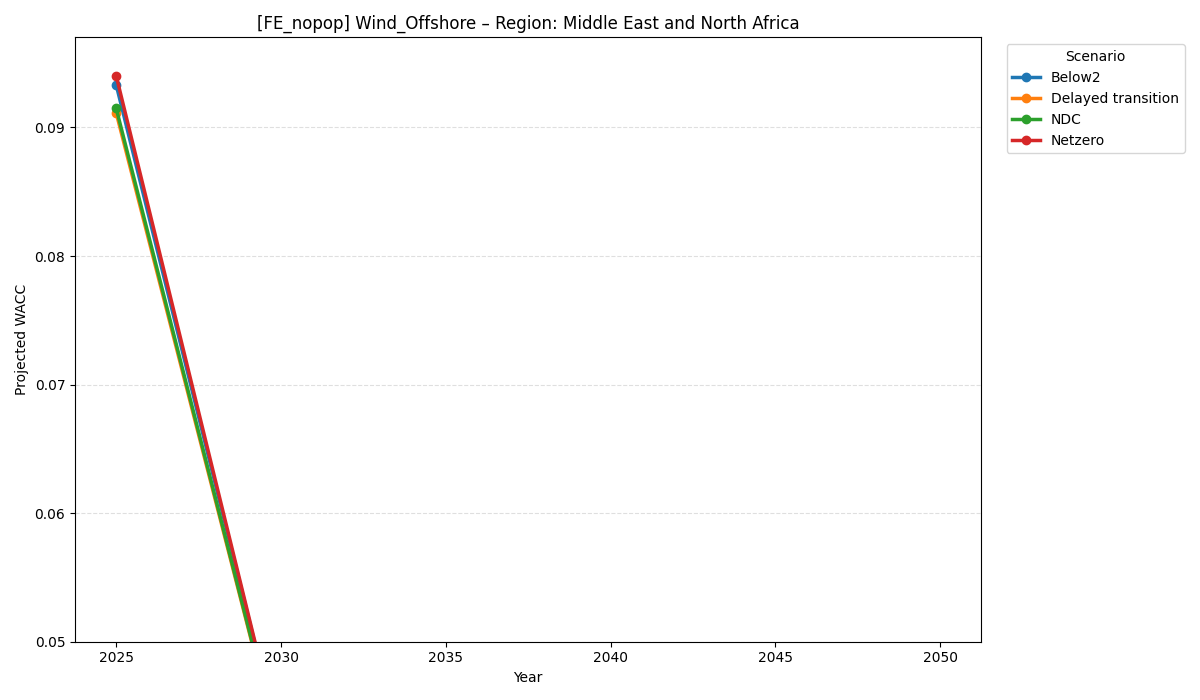 [FE_nopop] Wind_Offshore – Region: Middle East and North Africa
Scenario
Below2
Delayed transition
NDC
Netzero
Projected WACC
0.09
0.08
0.07
0.06
0.05
2025
2030
2035
2040
2045
2050
Year